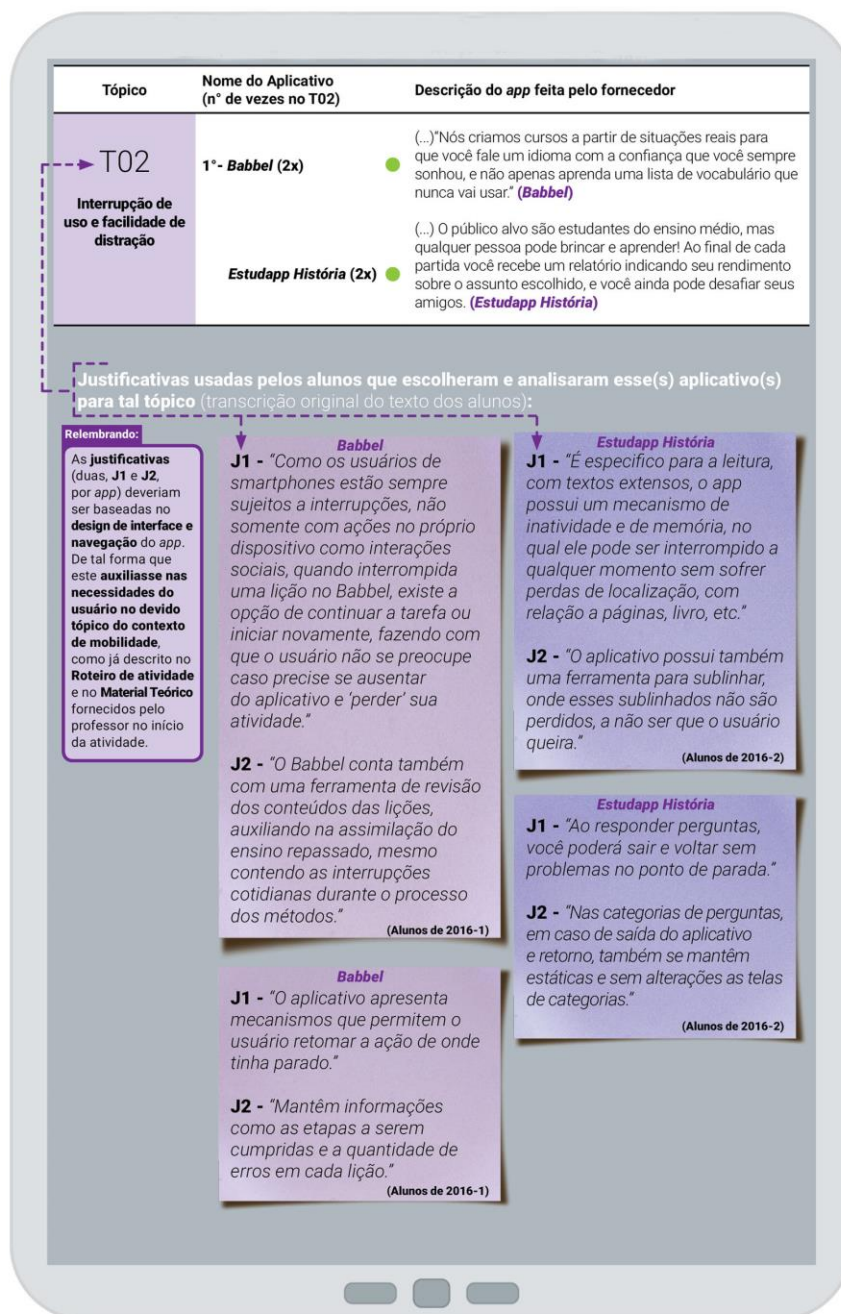 Tópico
Nome do Aplicativo
(n° de vezes no T02)
Descrição do app feita pelo fornecedor
T02
Interrupção de
uso e facilidade de
distração
1°- Babbel (2x)
(...)"Nós criamos cursos a partir de situações reais para
que você fale um idioma com a confiança que você sempre
sonhou, e não apenas aprenda uma lista de vocabulário que
nunca vai usar." (Babbel)
Estudapp História (2x)
(...) O público alvo são estudantes do ensino médio, mas
qualquer pessoa pode brincar e aprender! Ao final de cada
partida você recebe um relatório indicando seu rendimento
sobre o assunto escolhido, e você ainda pode desafiar seus
amigos. (Estudapp História)
Justificativas usadas pelos alunos que escolheram e analisaram esse(s) aplicativo(s)
para tal tópico (transcrição original do texto dos alunos):
Relembrando:
As justificativas
(duas, J1 e J2,
por app) deveriam
ser baseadas no
design de interface e
navegação do app.
De tal forma que
este auxiliasse nas
necessidades do
usuário no devido
tópico do contexto
de mobilidade,
como já descrito no
Roteiro de atividade
e no Material Teórico
fornecidos pelo
professor no início
da atividade.
Babbel
J1 - "Como os usuários de
smartphones estão sempre
sujeitos a interrupções, não
somente com ações no próprio
dispositivo como interações
sociais, quando interrompida
uma lição no Babbel, existe a
opção de continuar a tarefa ou
iniciar novamente, fazendo com
que o usuário não se preocupe
caso precise se ausentar
do aplicativo e 'perder' sua
atividade."
J2 - "O Babbel conta também
com uma ferramenta de revisão
dos conteúdos das lições,
auxiliando na assimilação do
ensino repassado, mesmo
contendo as interrupções
cotidianas durante o processo
dos métodos."
(Alunos de 2016-1)
Babbel
J1 - "O aplicativo apresenta
mecanismos que permitem o
usuário retomar a ação de onde
tinha parado."
J2 - "Mantêm informações
como as etapas a serem
cumpridas e a quantidade de
erros em cada lição."
(Alunos de 2016-1)
Estudapp História
J1 - "É especifico para a leitura,
com textos extensos, o app
possui um mecanismo de
inatividade e de memória, no
qual ele pode ser interrompido a
qualquer momento sem sofrer
perdas de localização, com
relação a páginas, livro, etc."
J2 - "O aplicativo possui também
uma ferramenta para sublinhar,
onde esses sublinhados não são
perdidos, a não ser que o usuário
queira."
(Alunos de 2016-2)
Estudapp História
J1 - "Ao responder perguntas,
você poderá sair e voltar sem
problemas no ponto de parada."
J2 - "Nas categorias de perguntas,
em caso de saída do aplicativo
e retorno, também se mantêm
estáticas e sem alterações as telas
de categorias."
(Alunos de 2016-2)